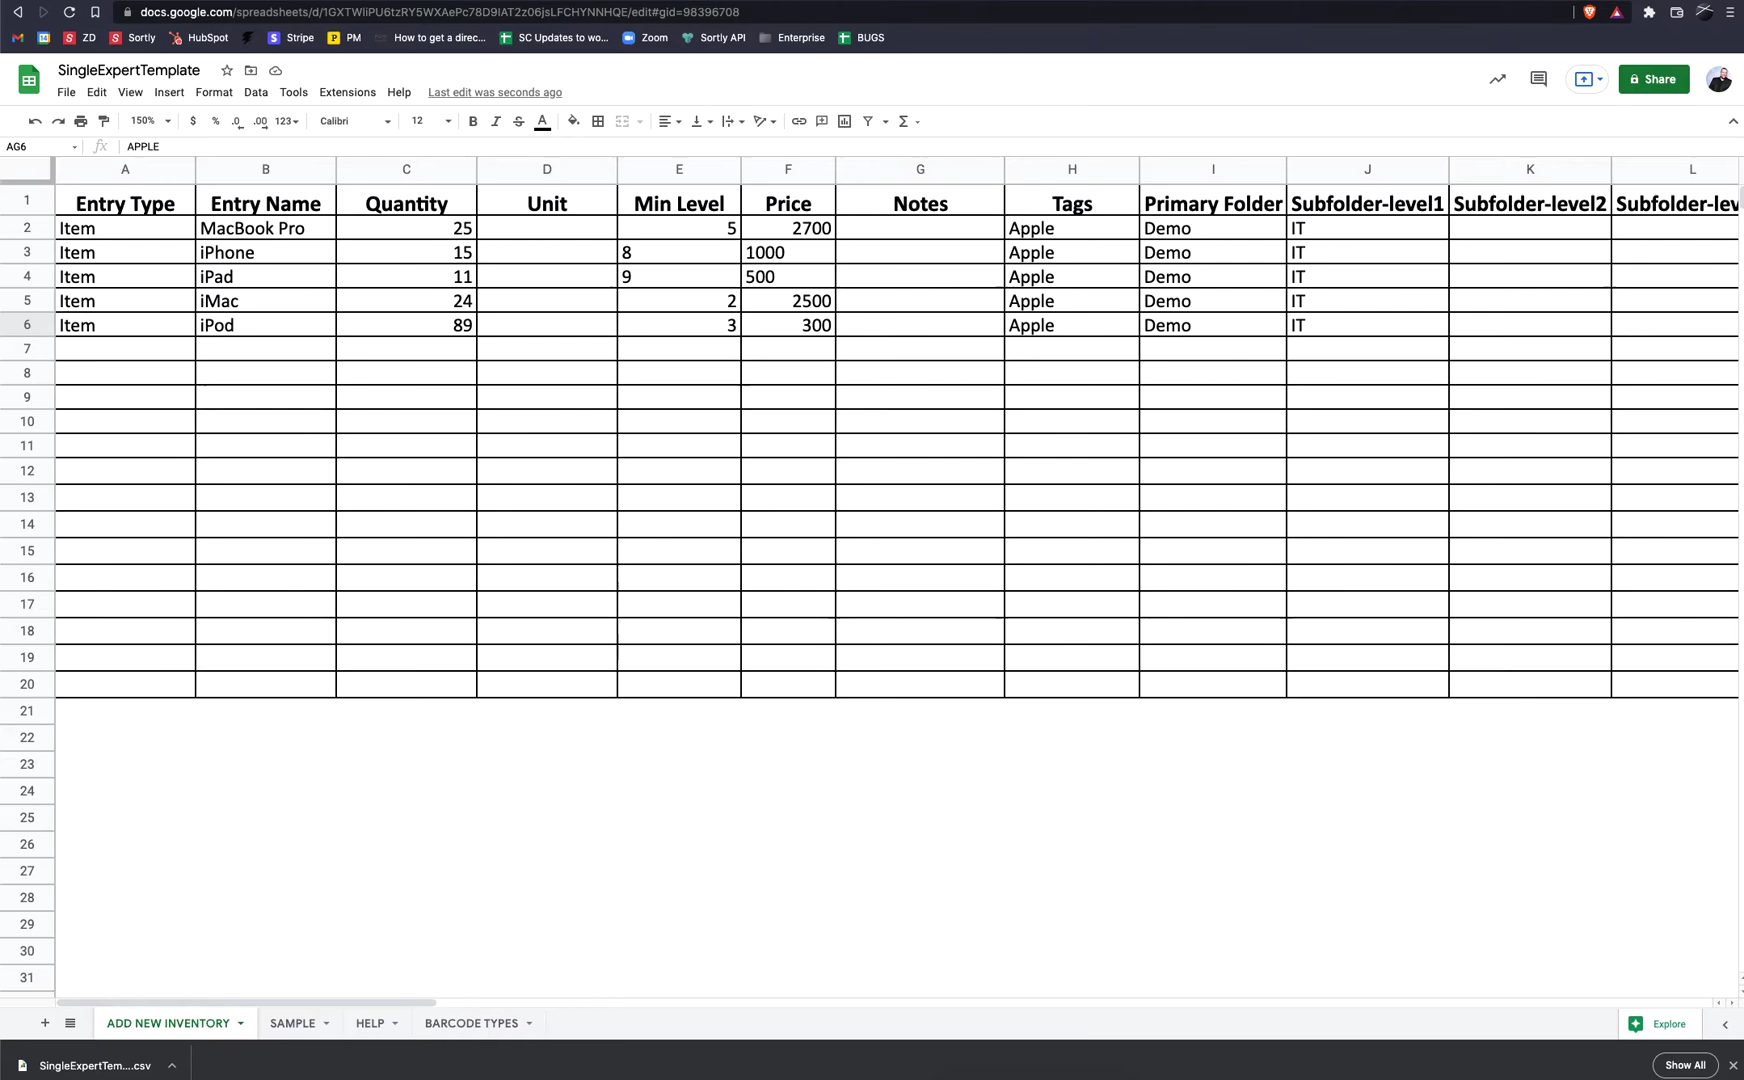 docs.google.com/spreadsheets/d/1GXTWIiPU6tzRY5WXAePc78D9IAT2z06jsLFCHYNNHQE/edit#gid=98396708
ZD Sortly HubSpot Stripe PM How to get a direc... SC Updates to wo... Zoom Sortly API Enterprise BUGS
SingleExpertTemplate
File Edit View Insert Format Data Tools Extensions Help Last edit was seconds ago
Share
150% $ % .0 .00 123 Calibri 12 B I S A Σ
AG6 fx APPLE
A B C D E F G H I J K L
1 Entry Type Entry Name Quantity Unit Min Level Price Notes Tags Primary Folder Subfolder-level1 Subfolder-level2 Subfolder-lev
2 Item MacBook Pro 25 5 2700 Apple Demo IT
3 Item iPhone 15 8 1000 Apple Demo IT
4 Item iPad 11 9 500 Apple Demo IT
5 Item iMac 24 2 2500 Apple Demo IT
6 Item iPod 89 3 300 Apple Demo IT
7
8
9
10
11
12
13
14
15
16
17
18
19
20
21
22
23
24
25
26
27
28
29
30
31
+ ADD NEW INVENTORY SAMPLE HELP BARCODE TYPES Explore
SingleExpertTem....csv Show All